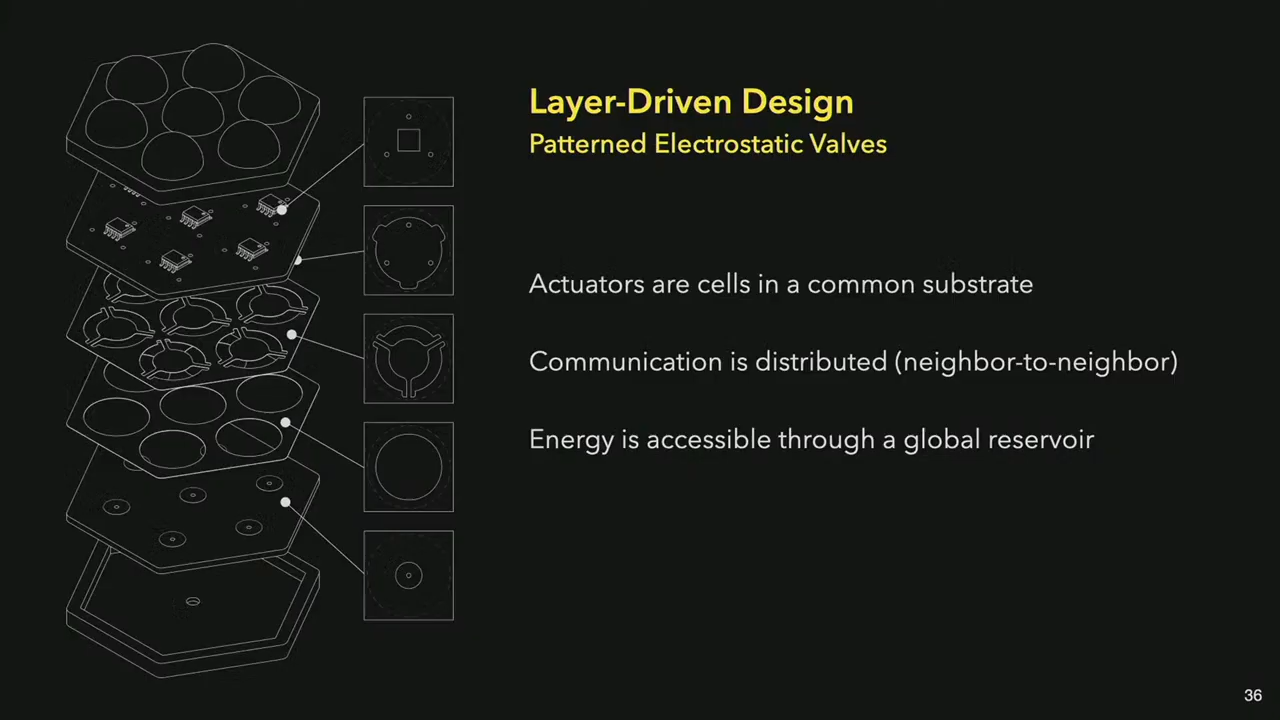 Layer-Driven Design
Patterned Electrostatic Valves
Actuators are cells in a common substrate
Communication is distributed (neighbor-to-neighbor)
Energy is accessible through a global reservoir
36